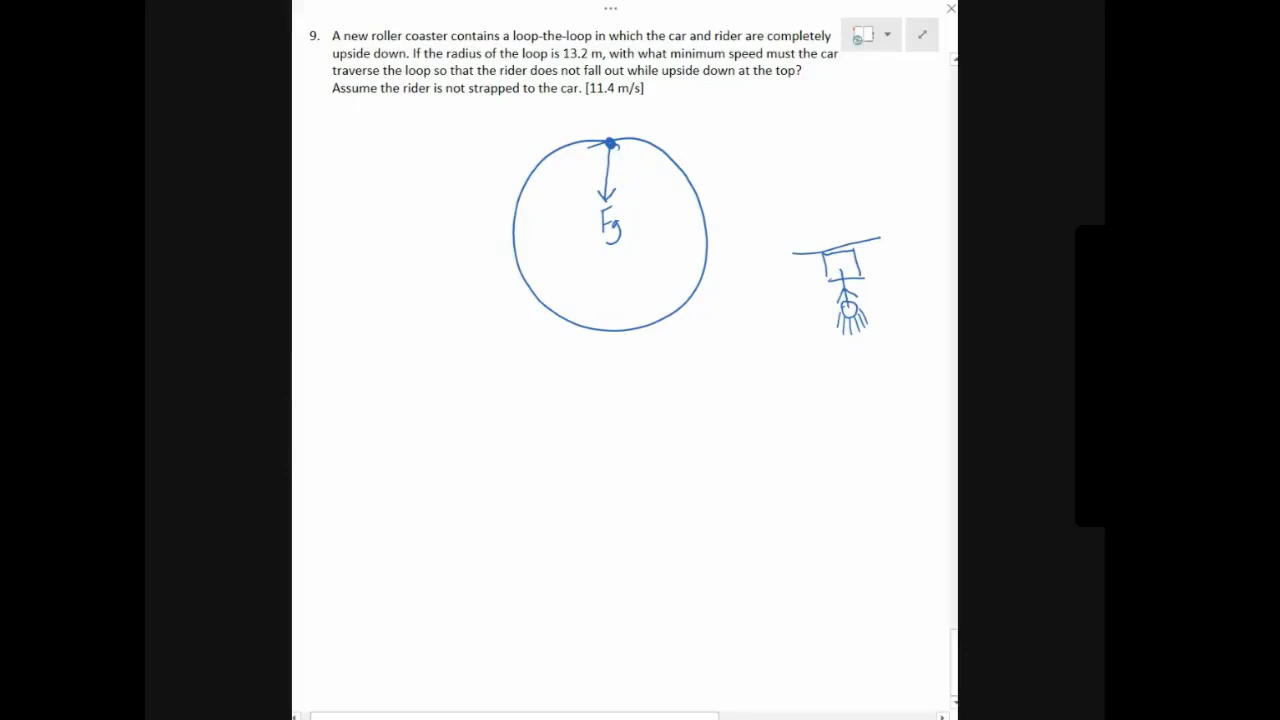 9. A new roller coaster contains a loop-the-loop in which the car and rider are completely
upside down. If the radius of the loop is 13.2 m, with what minimum speed must the car
traverse the loop so that the rider does not fall out while upside down at the top?
Assume the rider is not strapped to the car. [11.4 m/s]
Fg